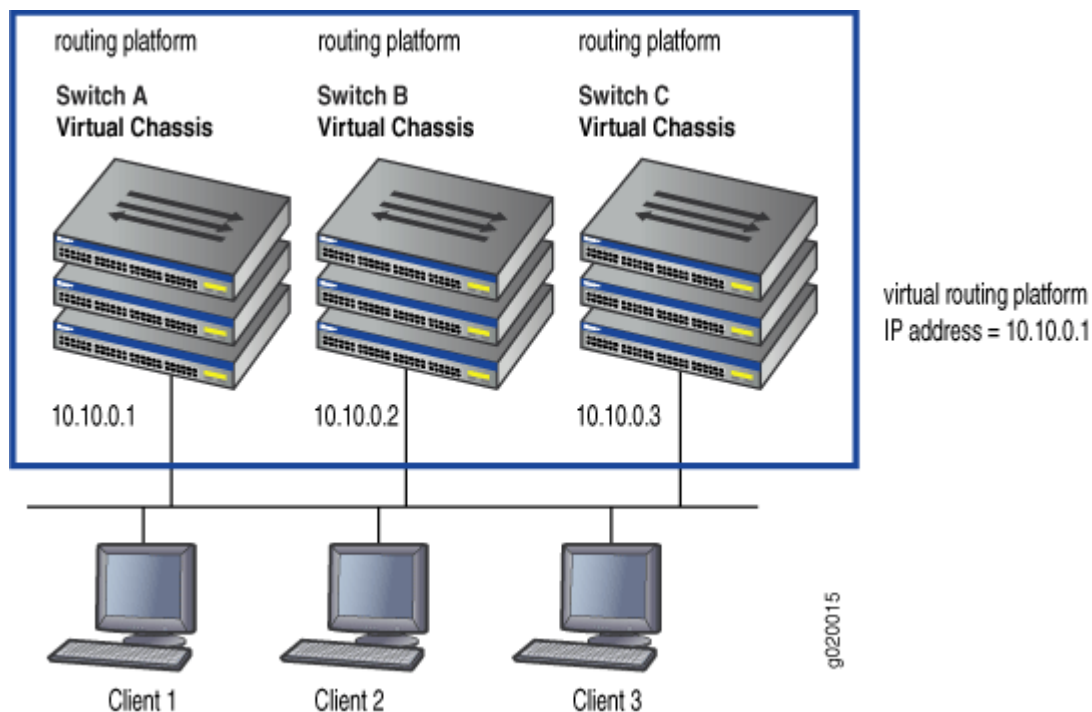 routing platform
Switch A
Virtual Chassis
routing platform
Switch B
Virtual Chassis
routing platform
Switch C
Virtual Chassis
virtual routing platform
IP address = 10.10.0.1
10.10.0.1
10.10.0.2
10.10.0.3
Client 1
Client 2
Client 3
g020015